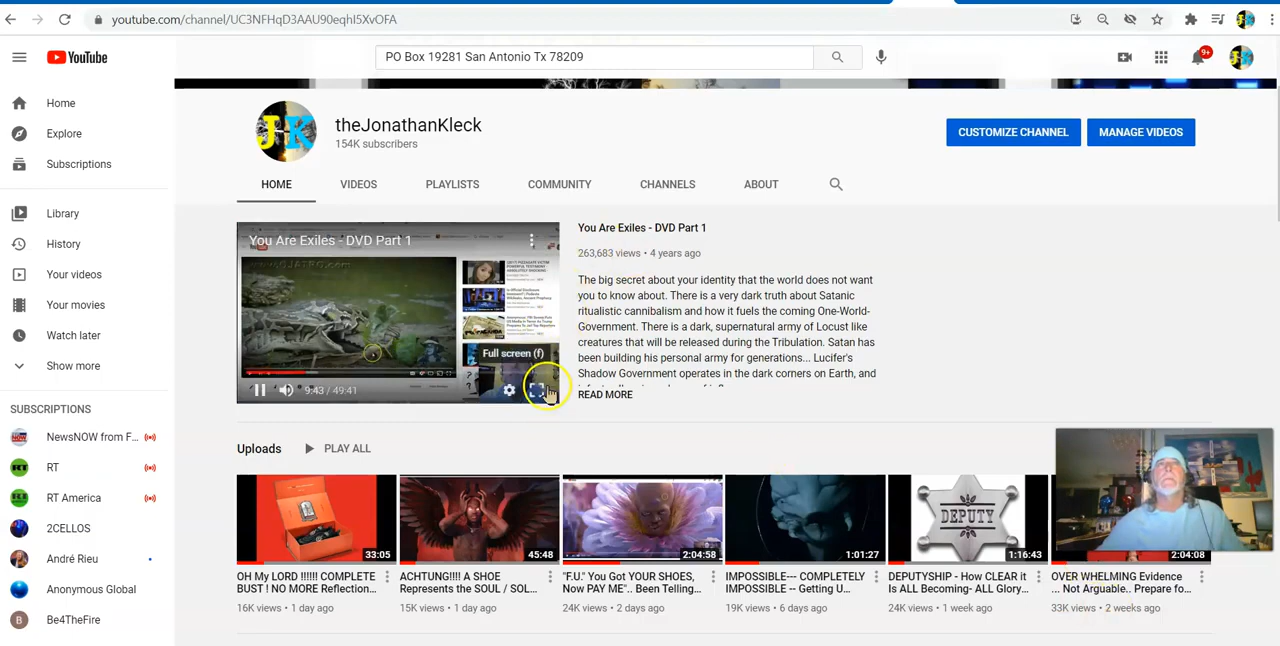 youtube.com/channel/UC3NFHqD3AAU90eqhI5XvOFA
YouTube
PO Box 19281 San Antonio Tx 78209
9+
Home
Explore
Subscriptions
Library
History
Your videos
Your movies
Watch later
Show more
SUBSCRIPTIONS
NewsNOW from F...
RT
RT America
2CELLOS
André Rieu
Anonymous Global
B Be4TheFire
JK
theJonathanKleck
154K subscribers
CUSTOMIZE CHANNEL
MANAGE VIDEOS
HOME VIDEOS PLAYLISTS COMMUNITY CHANNELS ABOUT
You Are Exiles - DVD Part 1
Full screen (f)
9:43 / 49:41
You Are Exiles - DVD Part 1
263,683 views • 4 years ago
The big secret about your identity that the world does not want
you to know about. There is a very dark truth about Satanic
ritualistic cannibalism and how it fuels the coming One-World-
Government. There is a dark, supernatural army of Locust like
creatures that will be released during the Tribulation. Satan has
been building his personal army for generations... Lucifer's
Shadow Government operates in the dark corners on Earth, and
READ MORE
Uploads PLAY ALL
33:05
OH My LORD !!!!!! COMPLETE
BUST ! NO MORE Reflection...
16K views • 1 day ago
45:48
ACHTUNG!!!! A SHOE
Represents the SOUL / SOL...
15K views • 1 day ago
2:04:58
"F.U." You Got YOUR SHOES,
Now PAY ME".. Been Telling...
24K views • 2 days ago
1:01:27
IMPOSSIBLE--- COMPLETELY
IMPOSSIBLE -- Getting U...
19K views • 6 days ago
DEPUTY
1:16:43
DEPUTYSHIP - How CLEAR it
Is ALL Becoming- ALL Glory...
24K views • 1 week ago
2:04:08
OVER WHELMING Evidence
... Not Arguable.. Prepare fo...
33K views • 2 weeks ago